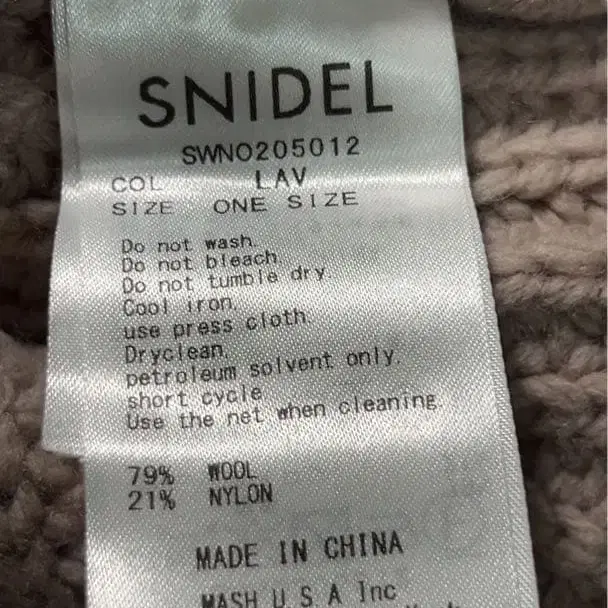 SNIDEL
SWNO205012
COL LAV
SIZE ONE SIZE
Do not wash.
Do not bleach.
Do not tumble dry
Cool iron.
use press cloth.
Dryclean.
petroleum solvent only.
short cycle
Use the net when cleaning.
79% WOOL
21% NYLON
MADE IN CHINA
MASH U S A Inc